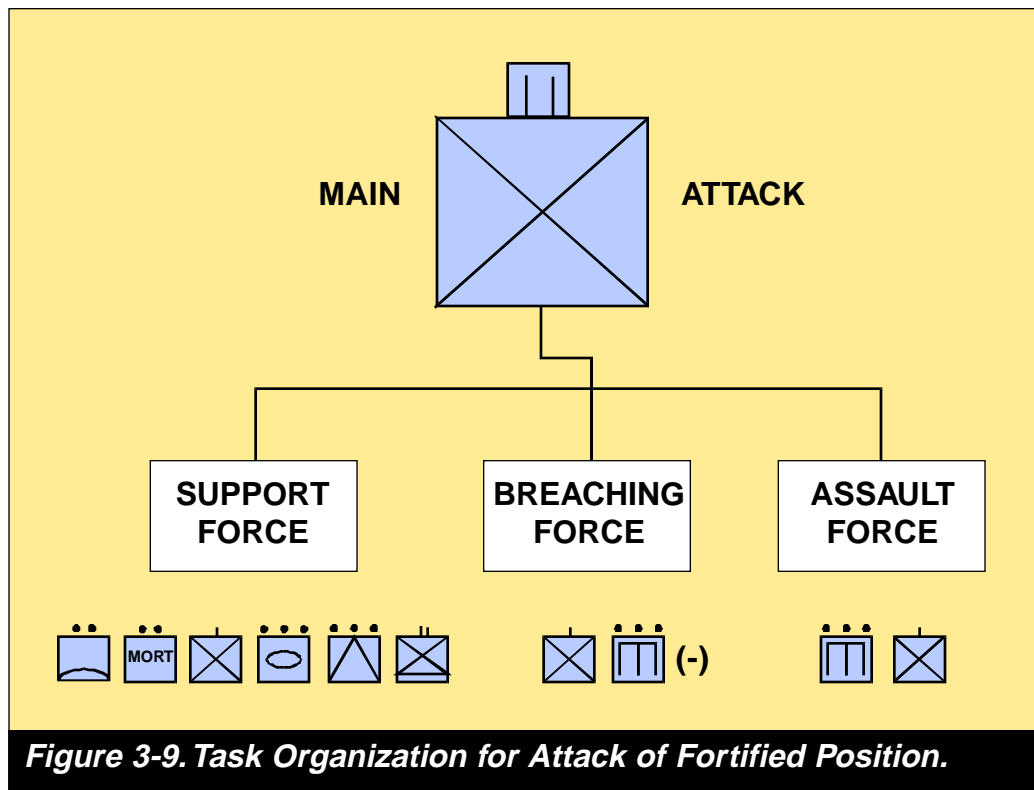 MAIN ATTACK
SUPPORT
FORCE
BREACHING
FORCE
ASSAULT
FORCE
MORT
(-)
Figure 3-9. Task Organization for Attack of Fortified Position.